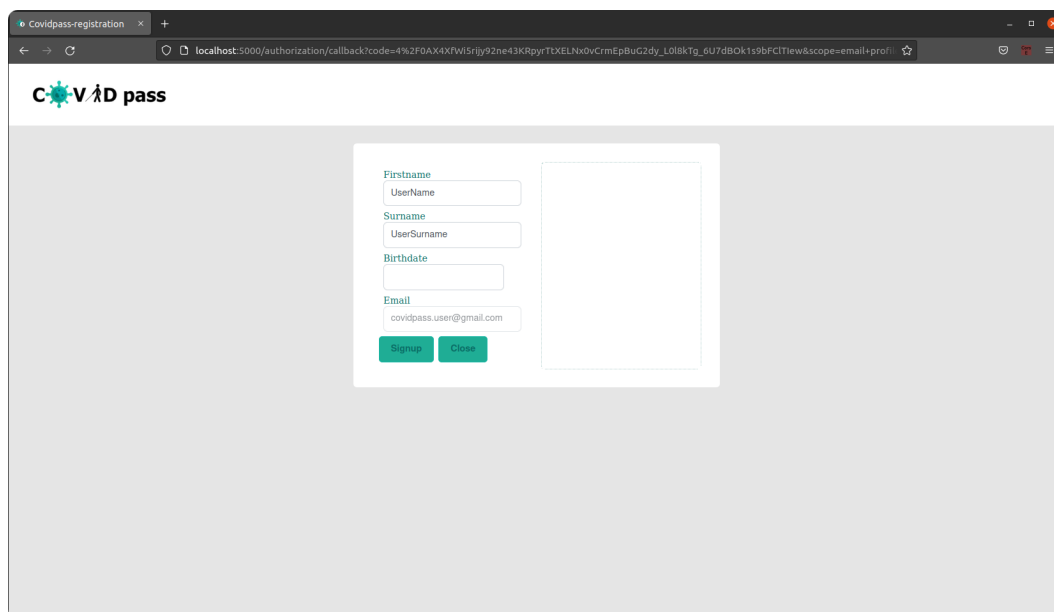 Covidpass-registration
localhost:5000/authorization/callback?code=4%2F0AX4XfWi5rijy92ne43KRpyrTtXELNx0vCrmEpBuG2dy_L0l8kTg_6U7dBOk1s9bFClTIew&scope=email+profil
COVID pass
Firstname
UserName
Surname
UserSurname
Birthdate
Email
covidpass.user@gmail.com
Signup Close